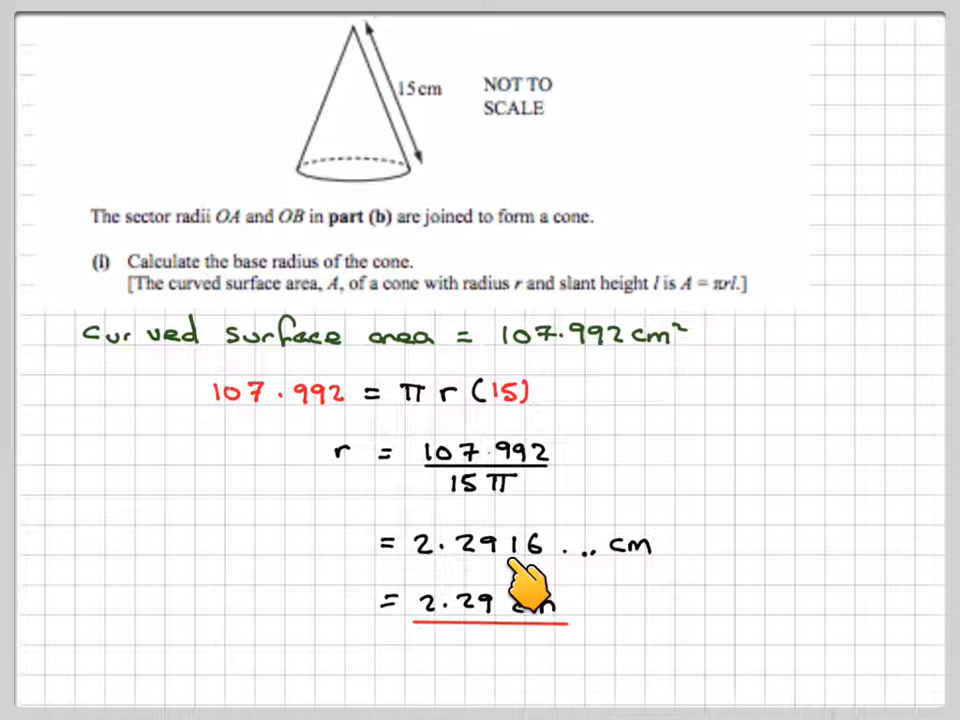 15cm
NOT TO
SCALE
The sector radii OA and OB in part (b) are joined to form a cone.
(i) Calculate the base radius of the cone.
[The curved surface area, A, of a cone with radius r and slant height l is A = πrl.]
curved surface area = 107.992 cm²
107.992 = π r (15)
r = 107.992 / 15 π
= 2.2916 ... cm
= 2.29